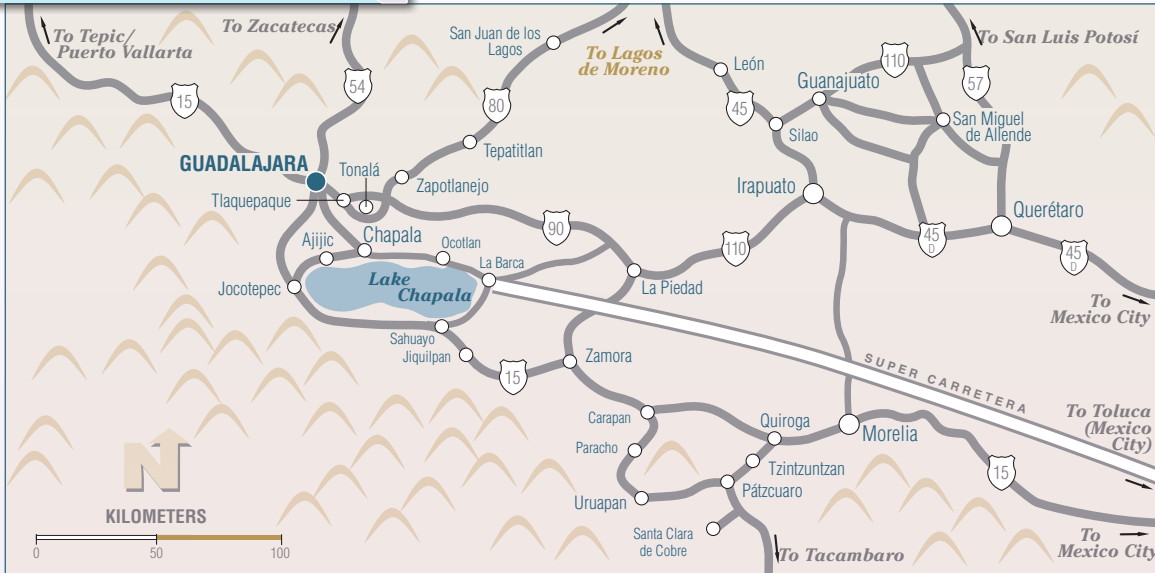 To Tepic/
Puerto Vallarta
To Zacatecas
San Juan de los
Lagos
To Lagos
de Moreno
To San Luis Potosí
León
Guanajuato
110
57
54
15
80
45
San Miguel
de Allende
Silao
Tepatitlan
GUADALAJARA
Tonalá
Zapotlanejo
Tlaquepaque
Irapuato
Querétaro
90
110
45
D
45
D
Ajijic
Chapala
Ocotlan
La Barca
Lake
Chapala
Jocotepec
La Piedad
To
Mexico City
Sahuayo
Jiquilpan
15
Zamora
SUPER CARRETERA
Carapan
Quiroga
Morelia
To Toluca
(Mexico
City)
Paracho
Tzintzuntzan
15
Uruapan
Pátzcuaro
Santa Clara
de Cobre
To Tacambaro
To
Mexico City
N
KILOMETERS
0
50
100